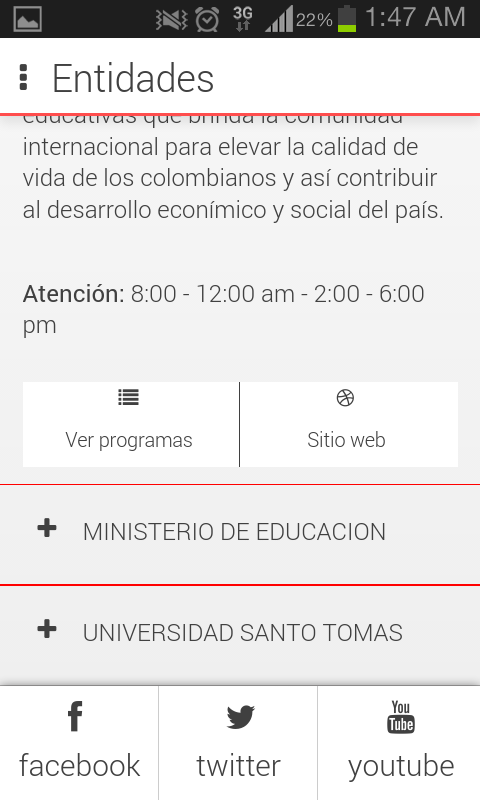 3G 22% 1:47 AM
Entidades
educativas que brinda la comunidad
internacional para elevar la calidad de
vida de los colombianos y así contribuir
al desarrollo económico y social del país.
Atención: 8:00 - 12:00 am - 2:00 - 6:00
pm
Ver programas
Sitio web
MINISTERIO DE EDUCACION
UNIVERSIDAD SANTO TOMAS
You
Tube
facebook
twitter
youtube